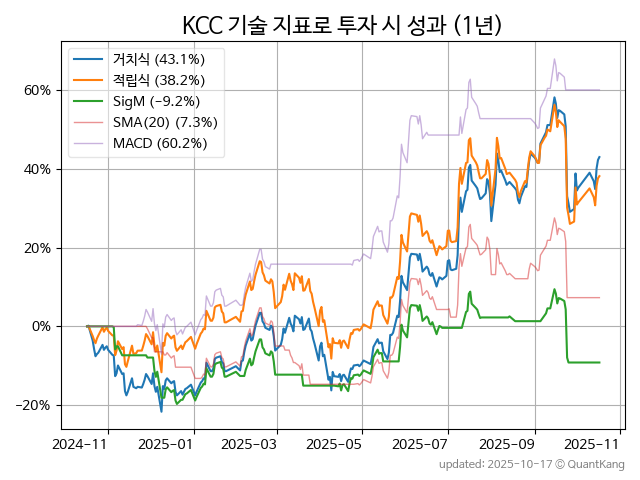 KCC 기술 지표로 투자 시 성과 (1년)
거치식 (43.1%)
적립식 (38.2%)
SigM (−9.2%)
SMA(20) (7.3%)
MACD (60.2%)
60%
40%
20%
0%
−20%
2024-11 2025-01 2025-03 2025-05 2025-07 2025-09 2025-11
updated: 2025-10-17 © QuantKang